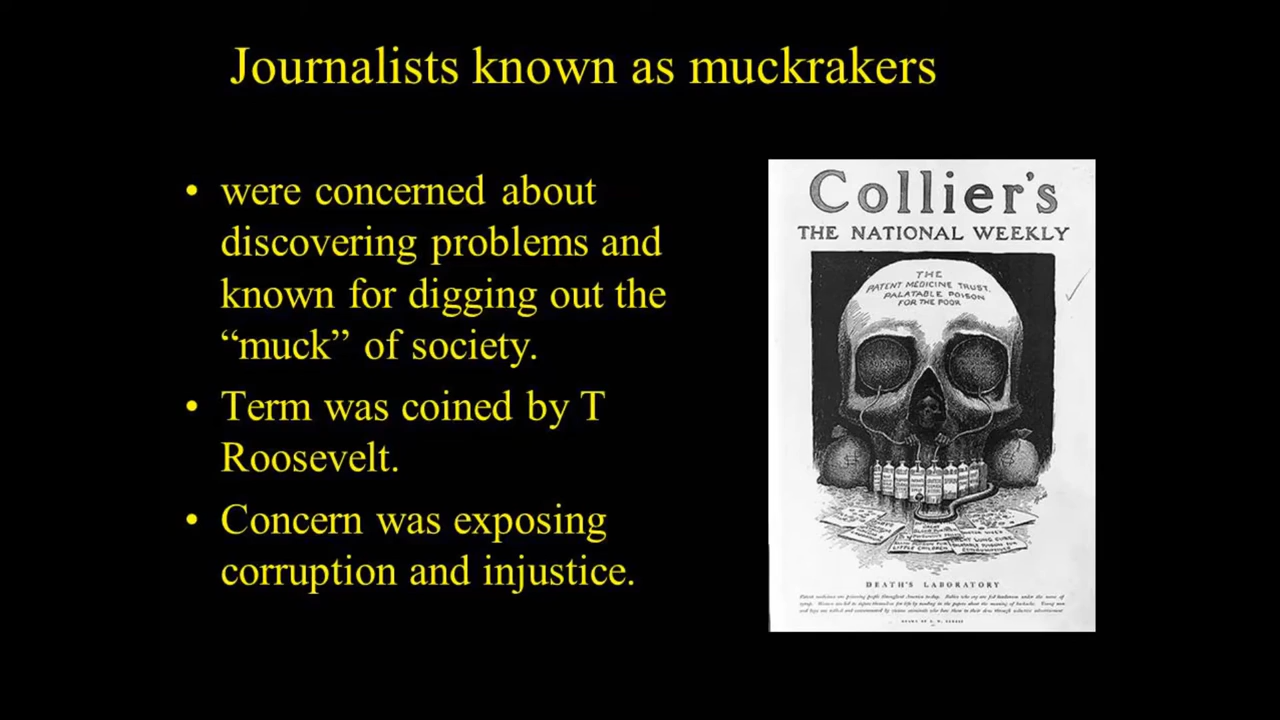 Journalists known as muckrakers
• were concerned about
discovering problems and
known for digging out the
“muck” of society.
• Term was coined by T
Roosevelt.
• Concern was exposing
corruption and injustice.
Collier's
THE NATIONAL WEEKLY
THE
PATENT MEDICINE TRUST.
PALATABLE POISON
FOR THE POOR
LITTLE CHILDREN
DEATH'S LABORATORY